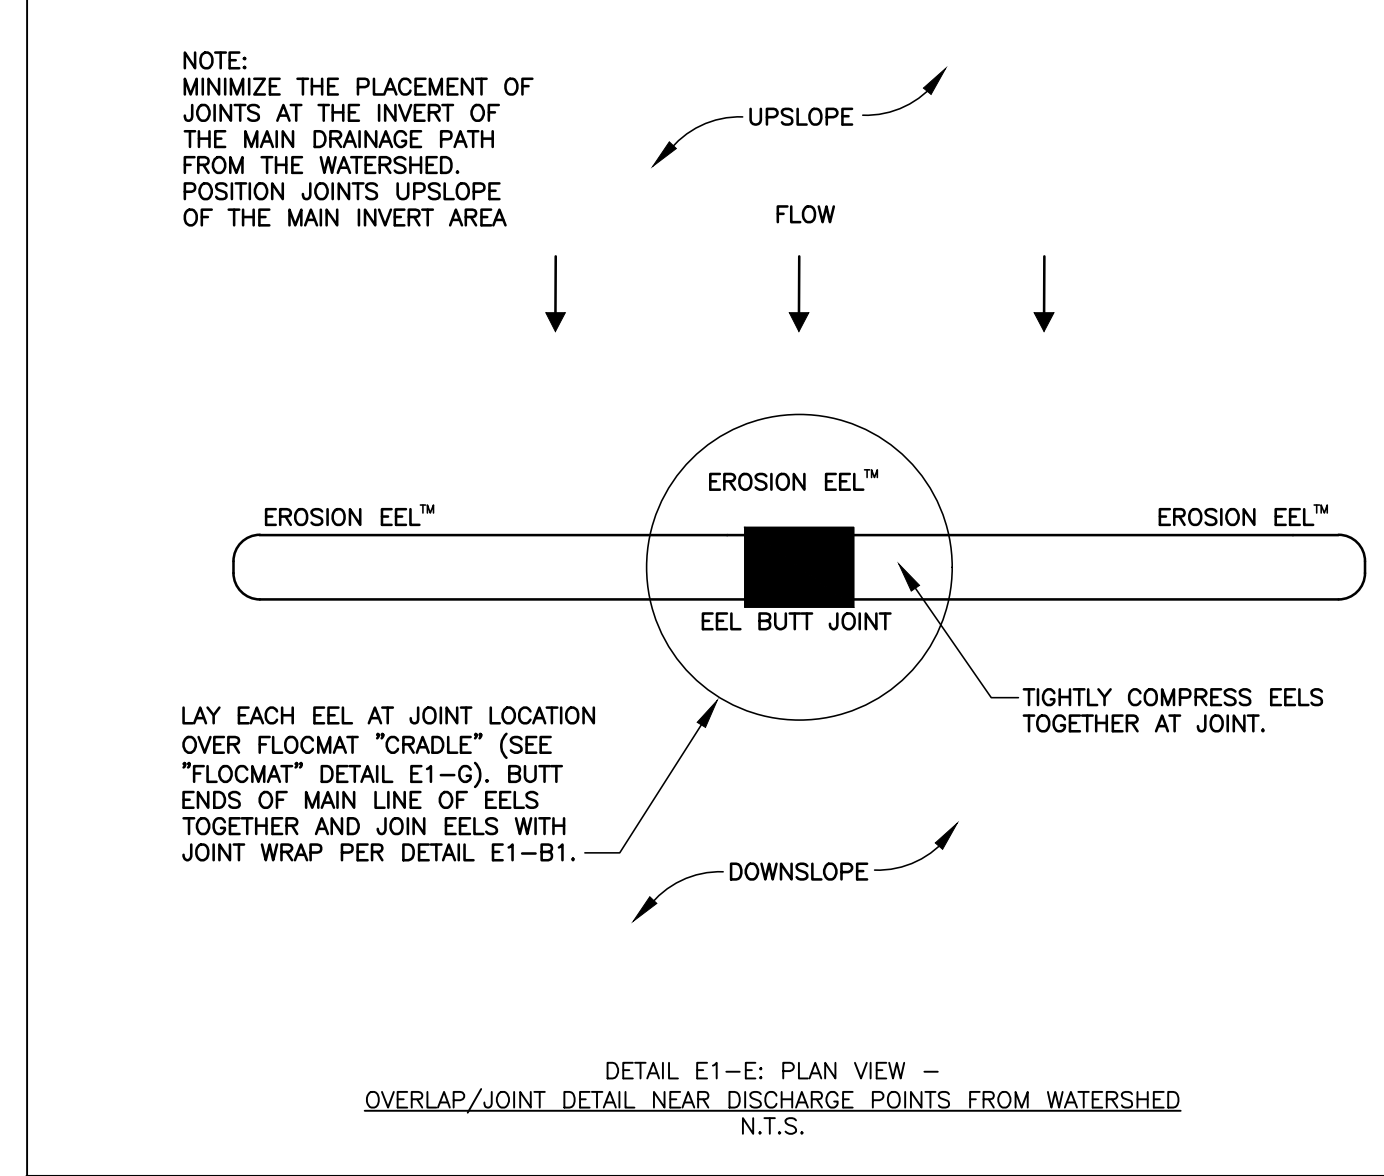 NOTE:
MINIMIZE THE PLACEMENT OF
JOINTS AT THE INVERT OF
THE MAIN DRAINAGE PATH
FROM THE WATERSHED.
POSITION JOINTS UPSLOPE
OF THE MAIN INVERT AREA
UPSLOPE
FLOW
EROSION EEL™
EROSION EEL™
EROSION EEL™
EEL BUTT JOINT
TIGHTLY COMPRESS EELS
TOGETHER AT JOINT.
LAY EACH EEL AT JOINT LOCATION
OVER FLOCMAT "CRADLE" (SEE
"FLOCMAT" DETAIL E1-G). BUTT
ENDS OF MAIN LINE OF EELS
TOGETHER AND JOIN EELS WITH
JOINT WRAP PER DETAIL E1-B1.
DOWNSLOPE
DETAIL E1-E: PLAN VIEW -
OVERLAP/JOINT DETAIL NEAR DISCHARGE POINTS FROM WATERSHED
N.T.S.